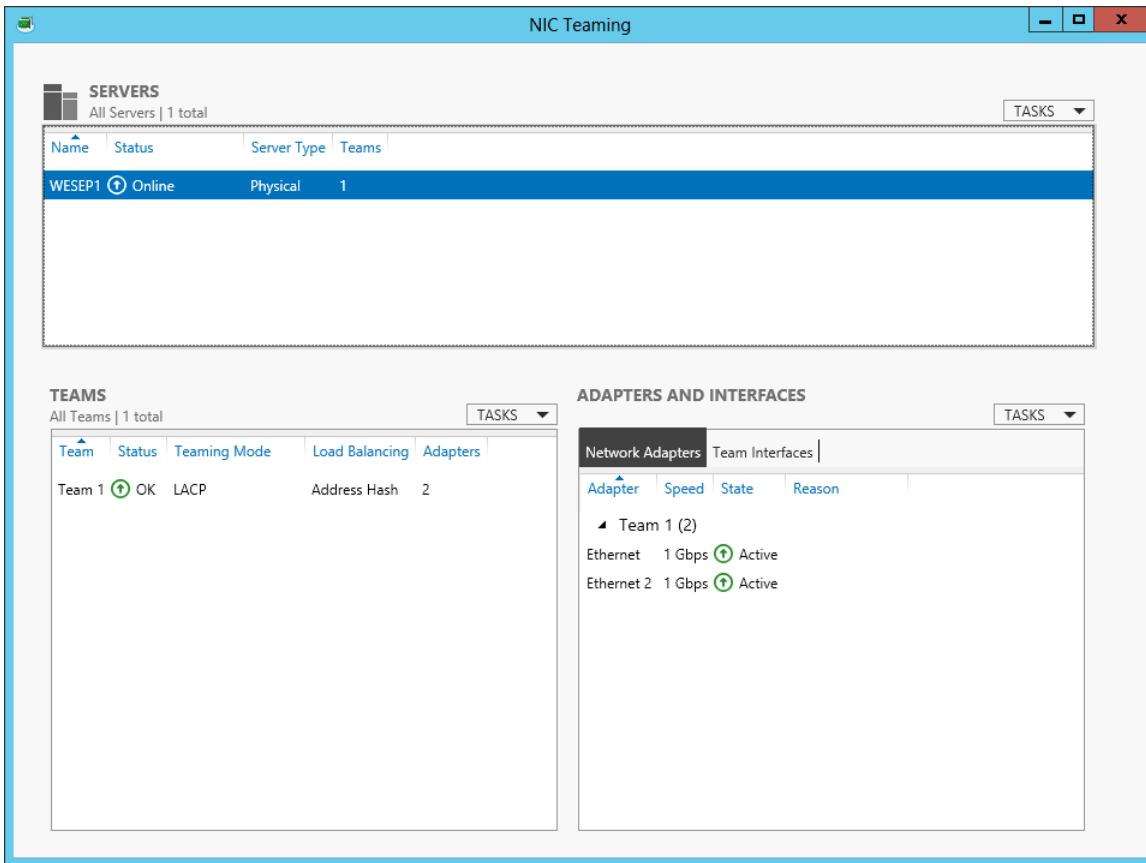 NIC Teaming
SERVERS
All Servers | 1 total
TASKS
Name Status Server Type Teams
WESEP1 Online Physical 1
TEAMS
All Teams | 1 total
TASKS
Team Status Teaming Mode Load Balancing Adapters
Team 1 OK LACP Address Hash 2
ADAPTERS AND INTERFACES
TASKS
Network Adapters Team Interfaces
Adapter Speed State Reason
Team 1 (2)
Ethernet 1 Gbps Active
Ethernet 2 1 Gbps Active